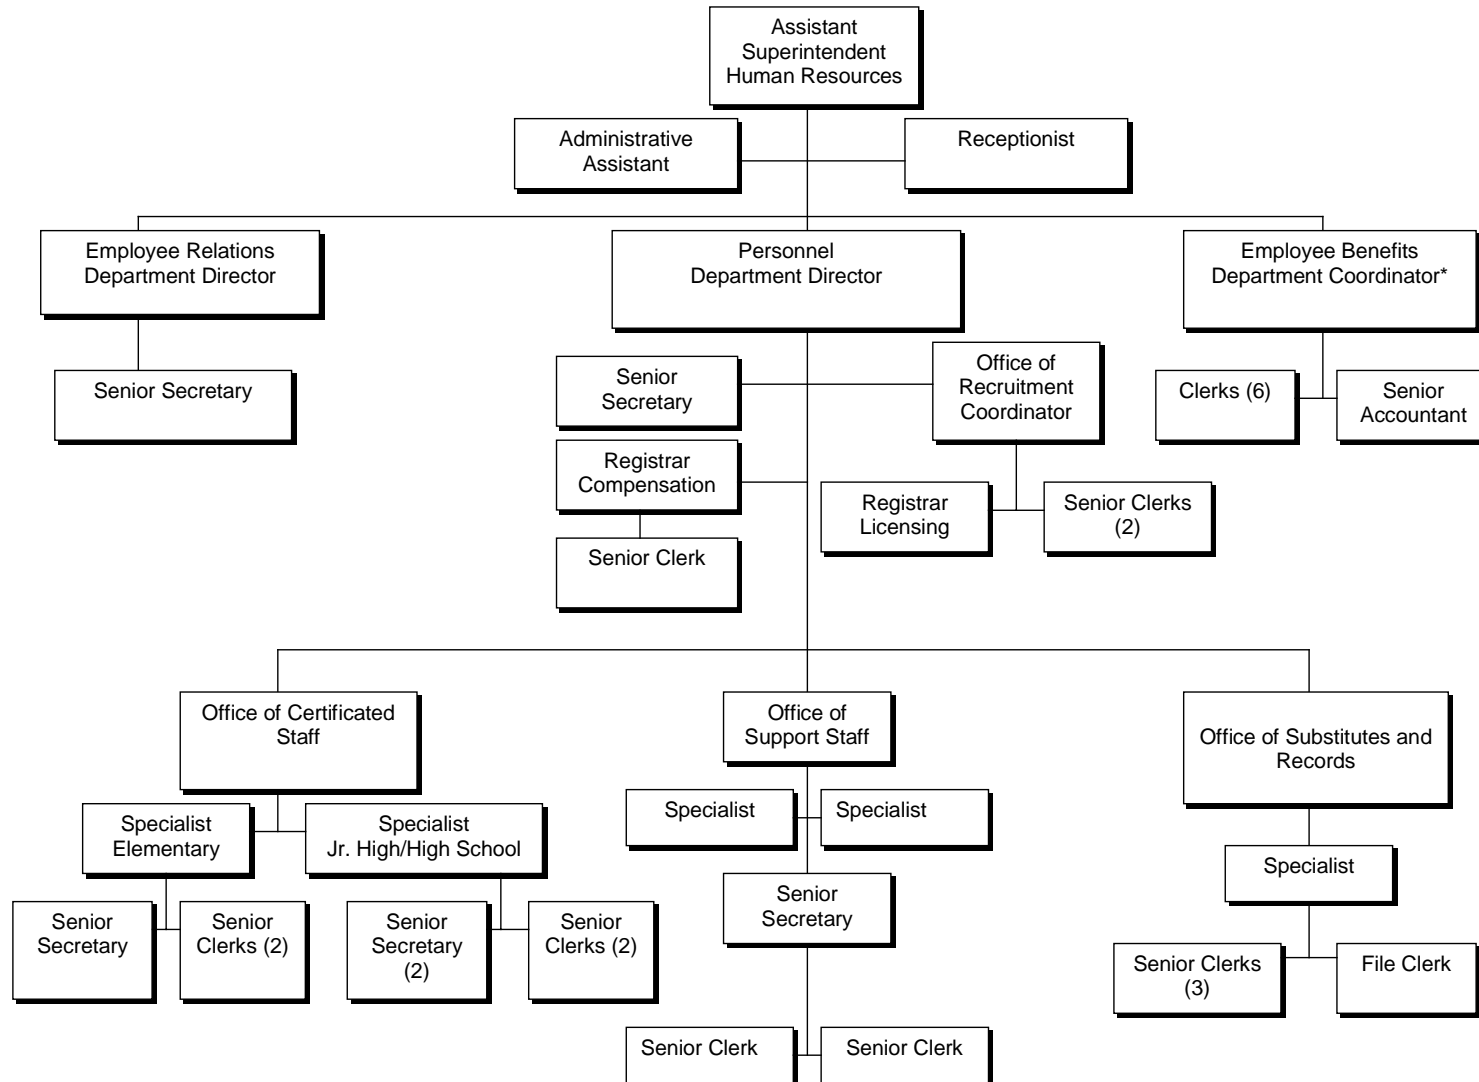 Assistant
Superintendent
Human Resources
Administrative
Assistant
Receptionist
Employee Relations
Department Director
Personnel
Department Director
Employee Benefits
Department Coordinator*
Senior Secretary
Senior
Secretary
Office of
Recruitment
Coordinator
Clerks (6)
Senior
Accountant
Registrar
Compensation
Registrar
Licensing
Senior Clerks
(2)
Senior Clerk
Office of Certificated
Staff
Office of
Support Staff
Office of Substitutes and
Records
Specialist
Elementary
Specialist
Jr. High/High School
Specialist
Specialist
Specialist
Senior
Secretary
Senior
Clerks (2)
Senior
Secretary
(2)
Senior
Clerks (2)
Senior
Secretary
Senior Clerks
(3)
File Clerk
Senior Clerk
Senior Clerk